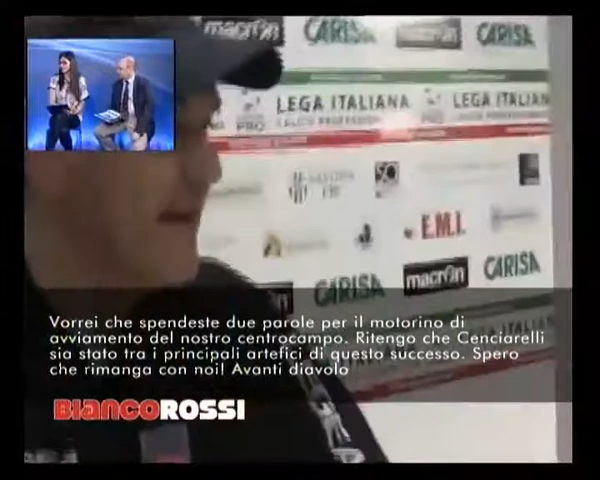 macron
CARISA
CARISA
LEGA ITALIANA
LEGA ITALIAN
PRO
E.M.I.
CARISA
macron
CARISA
Vorrei che spendeste due parole per il motorino di
avviamento del nostro centrocampo. Ritengo che Cenciarelli
sia stato tra i principali artefici di questo successo. Spero
che rimanga con noi! Avanti diavolo
BIANCOROSSI